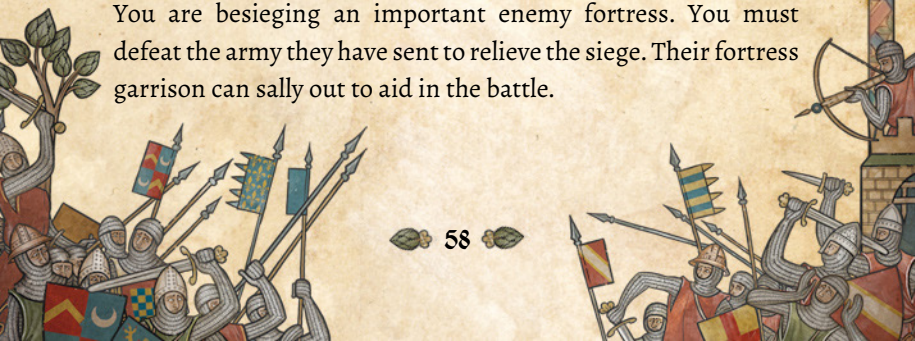 You are besieging an important enemy fortress. You must
defeat the army they have sent to relieve the siege. Their fortress
garrison can sally out to aid in the battle.
58